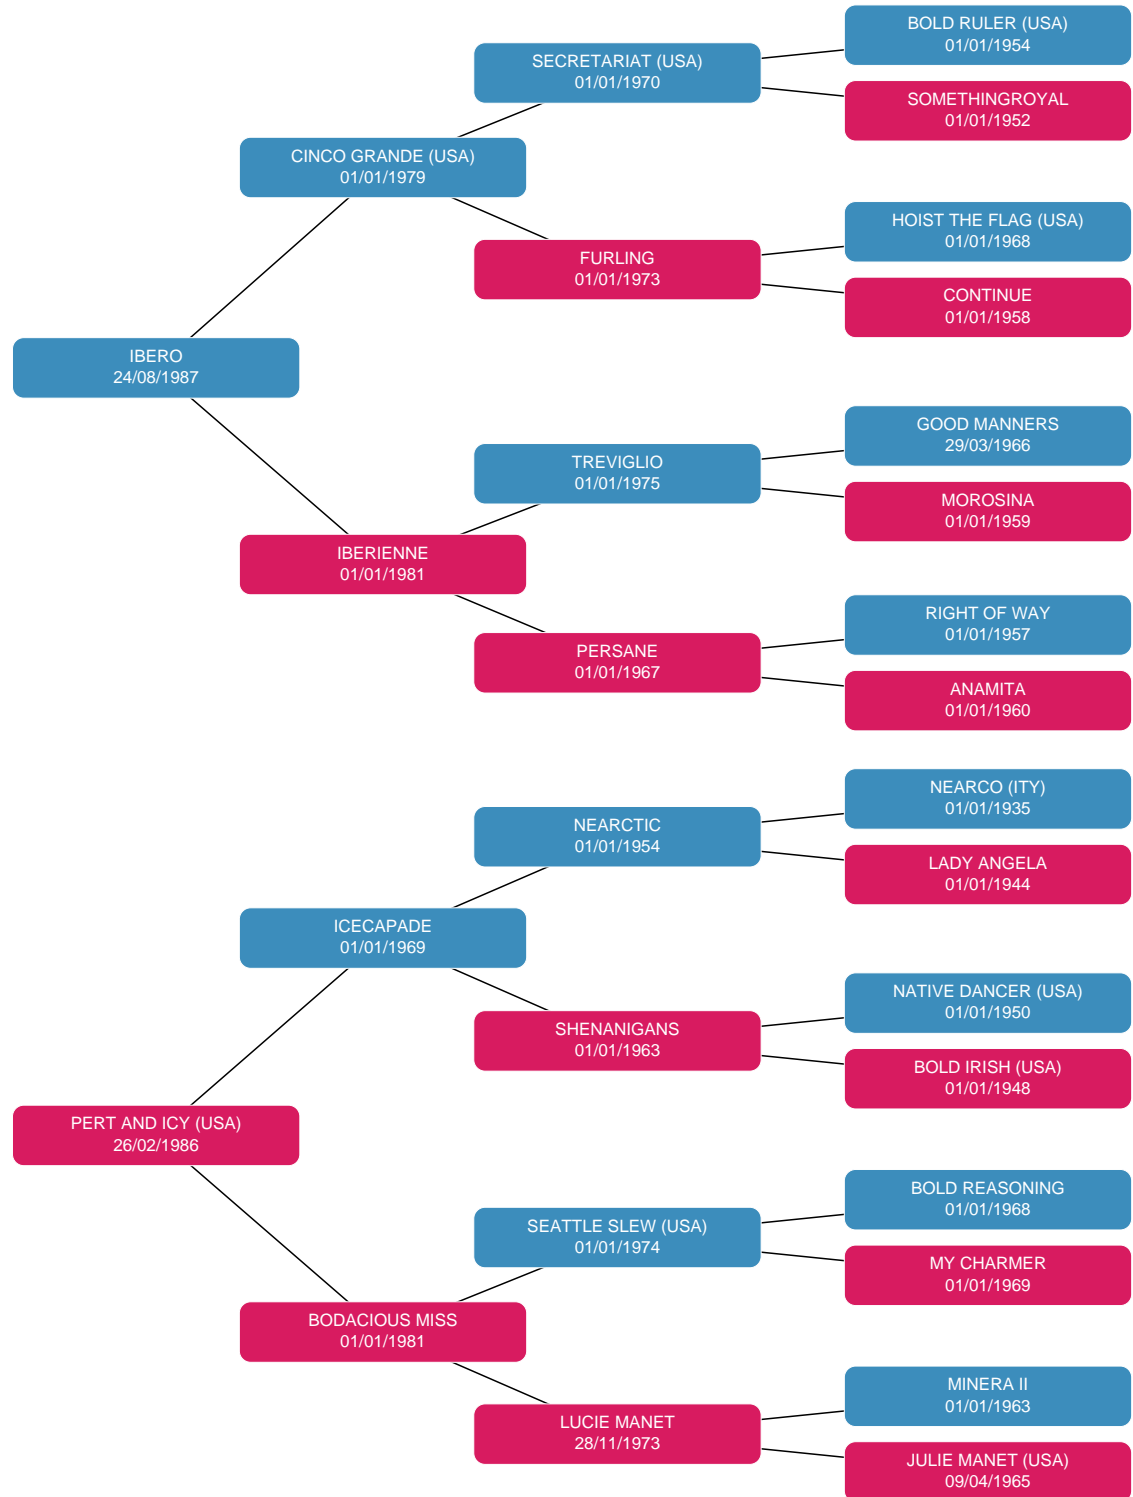 BOLD RULER (USA)
01/01/1954
SECRETARIAT (USA)
01/01/1970
SOMETHINGROYAL
01/01/1952
CINCO GRANDE (USA)
01/01/1979
HOIST THE FLAG (USA)
01/01/1968
FURLING
01/01/1973
CONTINUE
01/01/1958
IBERO
24/08/1987
GOOD MANNERS
29/03/1966
TREVIGLIO
01/01/1975
MOROSINA
01/01/1959
IBERIENNE
01/01/1981
RIGHT OF WAY
01/01/1957
PERSANE
01/01/1967
ANAMITA
01/01/1960
NEARCO (ITY)
01/01/1935
NEARCTIC
01/01/1954
LADY ANGELA
01/01/1944
ICECAPADE
01/01/1969
NATIVE DANCER (USA)
01/01/1950
SHENANIGANS
01/01/1963
BOLD IRISH (USA)
01/01/1948
PERT AND ICY (USA)
26/02/1986
BOLD REASONING
01/01/1968
SEATTLE SLEW (USA)
01/01/1974
MY CHARMER
01/01/1969
BODACIOUS MISS
01/01/1981
MINERA II
01/01/1963
LUCIE MANET
28/11/1973
JULIE MANET (USA)
09/04/1965